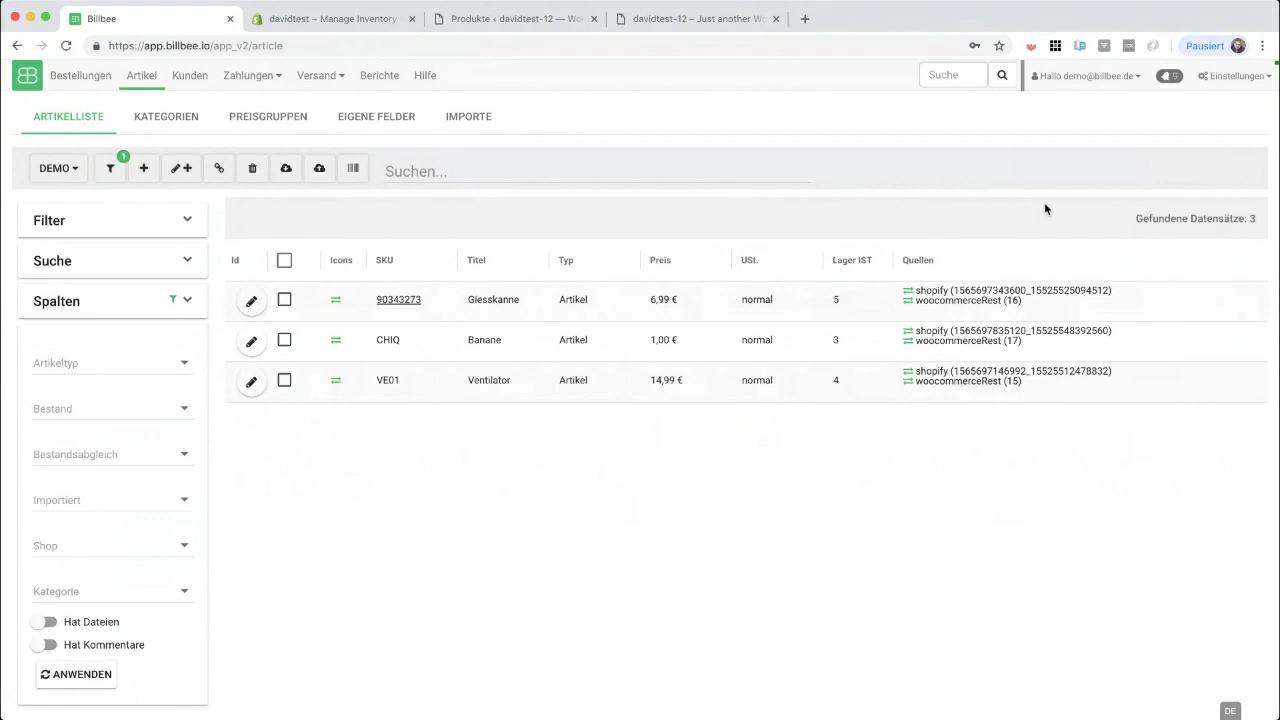 Billbee
davidtest ~ Manage Inventory
Produkte ‹ davidtest-12 — Wo
davidtest-12 – Just another W
https://app.billbee.io/app_v2/article
Pausiert
Bestellungen
Artikel
Kunden
Zahlungen
Versand
Berichte
Hilfe
Suche
Hallo demo@billbee.de
9
Einstellungen
ARTIKELLISTE
KATEGORIEN
PREISGRUPPEN
EIGENE FELDER
IMPORTE
DEMO
1
Suchen...
Filter
Suche
Spalten
Artikeltyp
Bestand
Bestandsabgleich
Importiert
Shop
Kategorie
Hat Dateien
Hat Kommentare
ANWENDEN
Gefundene Datensätze: 3
Id Icons SKU Titel Typ Preis USt. Lager IST Quellen
90343273 Giesskanne Artikel 6,99 € normal 5 shopify (1565697343600_15525525094512)
woocommerceRest (16)
CHIQ Banane Artikel 1,00 € normal 3 shopify (1565697835120_15525548392560)
woocommerceRest (17)
VE01 Ventilator Artikel 14,99 € normal 4 shopify (1565697146992_15525512478832)
woocommerceRest (15)
DE